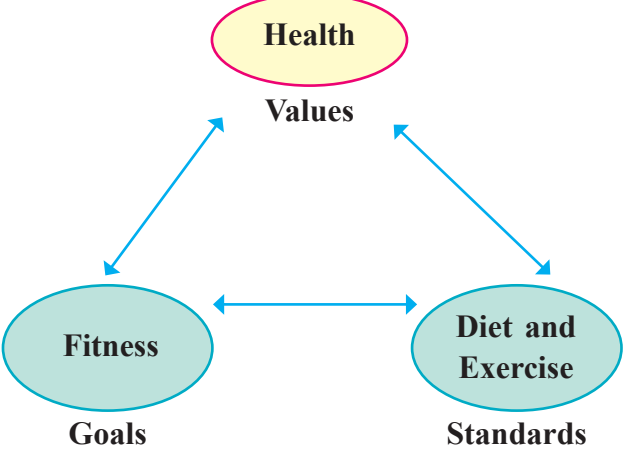 Health
Values
Fitness
Goals
Diet and
Exercise
Standards